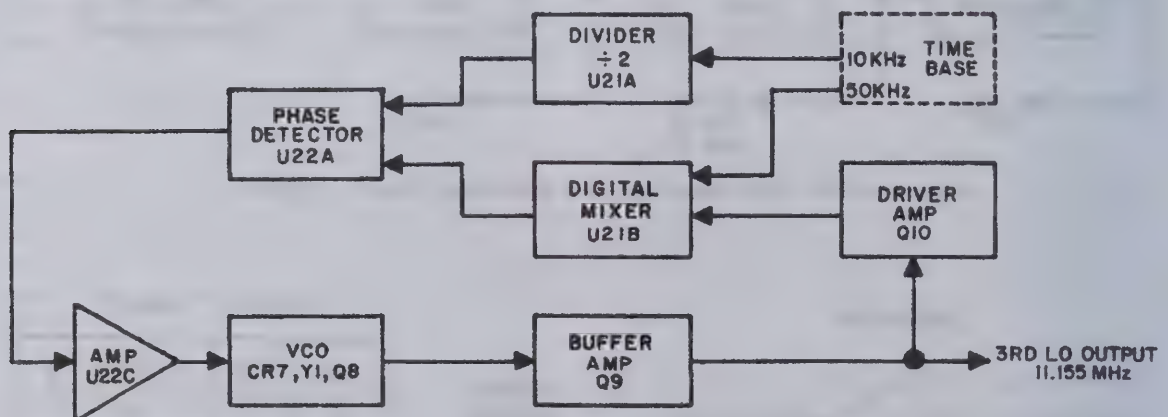 DIVIDER
÷2
U21A
10KHz
50KHz
TIME
BASE
PHASE
DETECTOR
U22A
DIGITAL
MIXER
U21B
DRIVER
AMP
Q10
AMP
U22C
VCO
CR7, Y1, Q8
BUFFER
AMP
Q9
3RD LO OUTPUT
11.155 MHz